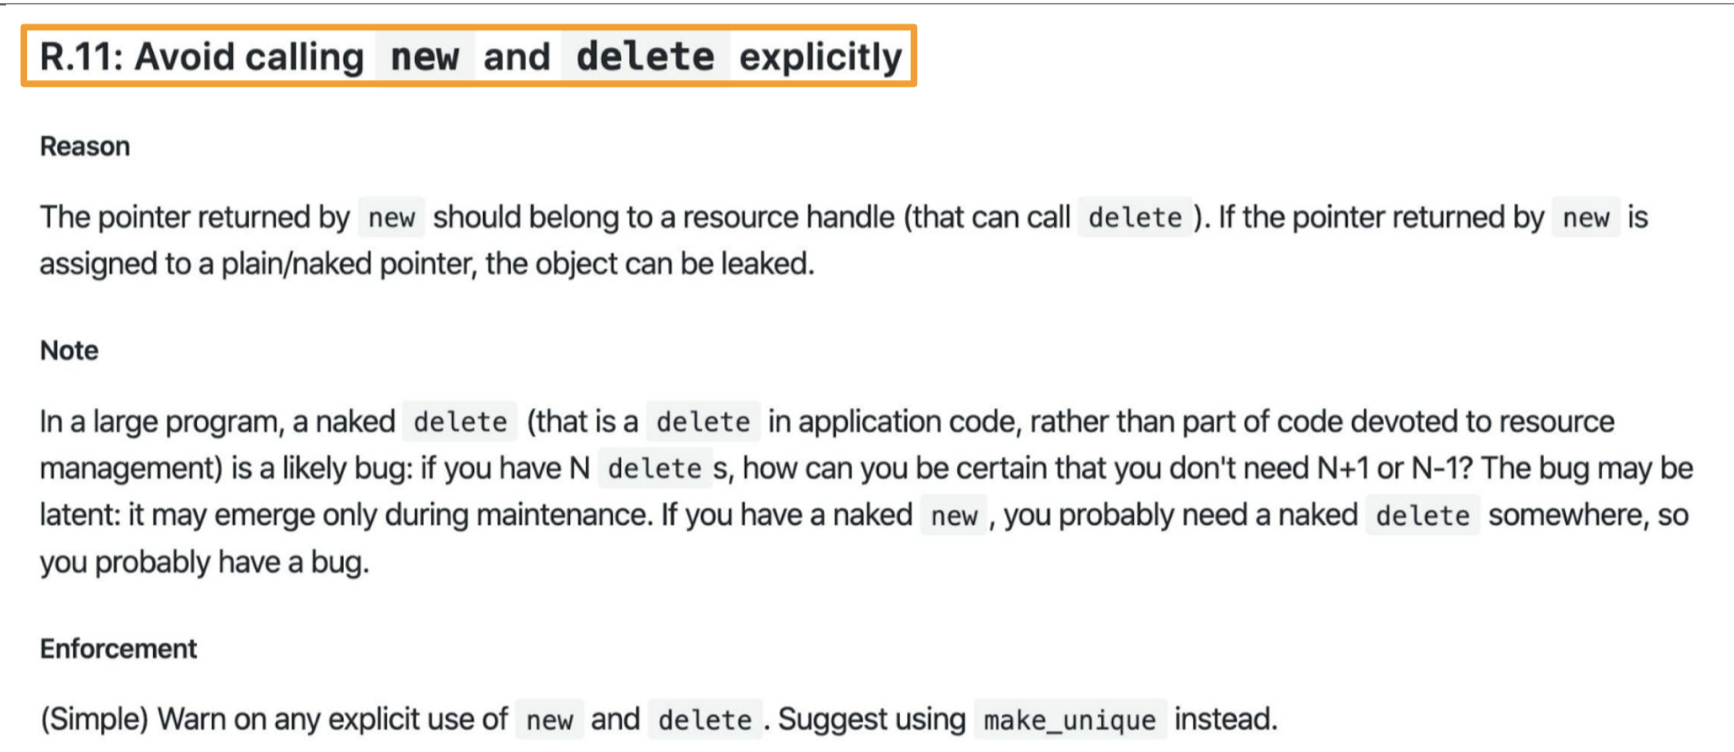 R.11: Avoid calling new and delete explicitly
Reason
The pointer returned by new should belong to a resource handle (that can call delete ). If the pointer returned by new is
assigned to a plain/naked pointer, the object can be leaked.
Note
In a large program, a naked delete (that is a delete in application code, rather than part of code devoted to resource
management) is a likely bug: if you have N delete s, how can you be certain that you don't need N+1 or N-1? The bug may be
latent: it may emerge only during maintenance. If you have a naked new , you probably need a naked delete somewhere, so
you probably have a bug.
Enforcement
(Simple) Warn on any explicit use of new and delete . Suggest using make_unique instead.